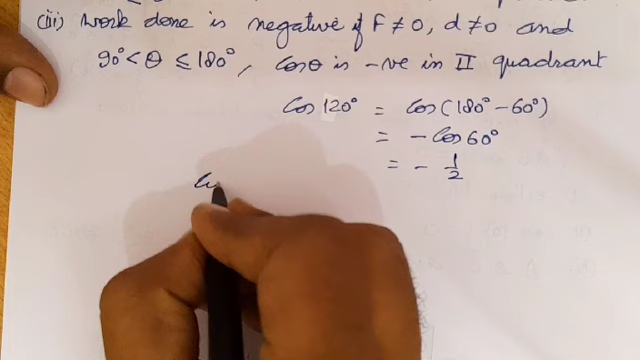 (iii) Work done is negative if F ≠ 0, d ≠ 0 and
90° < θ ≤ 180°, Cosθ is -ve in II quadrant
Cos 120° = Cos(180° - 60°)
= - Cos 60°
= - 1/2